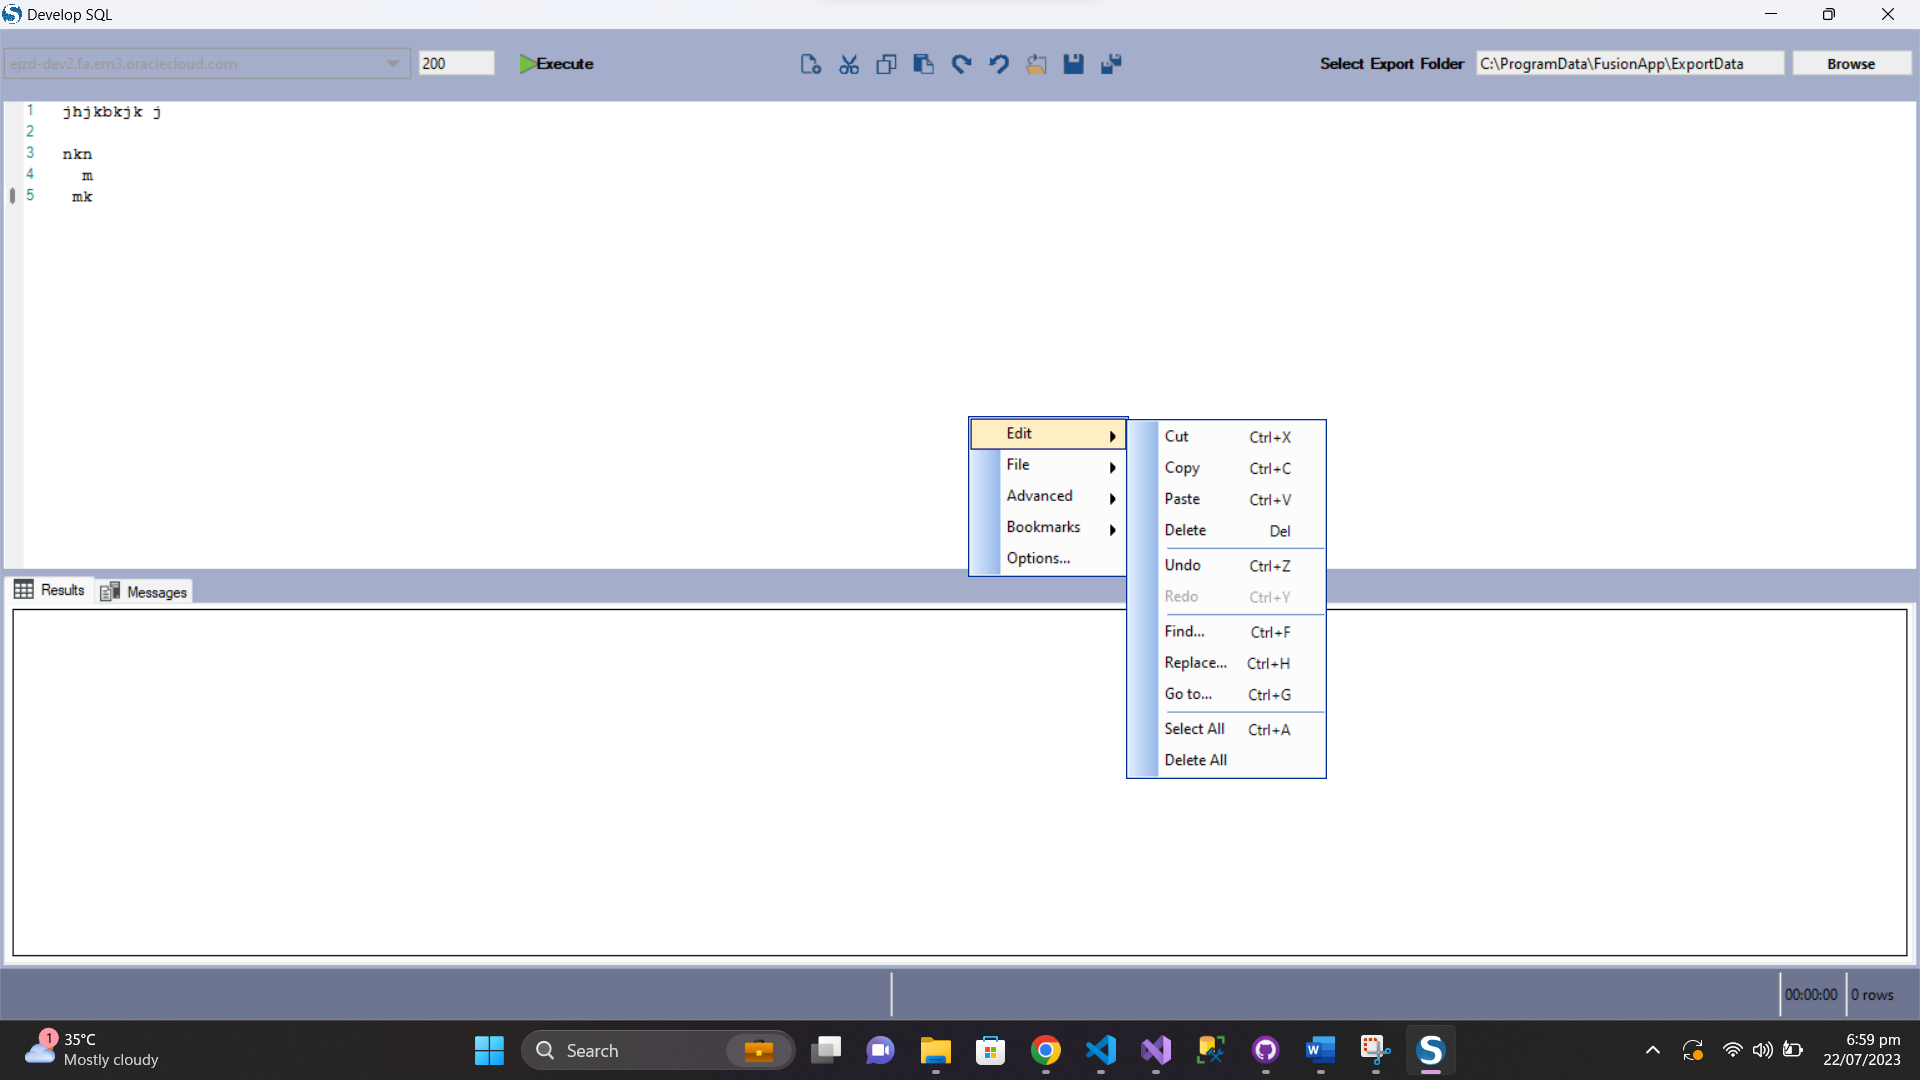 Develop SQL
ejzd-dev2.fa.em3.oraclecloud.com 200 Execute Select Export Folder C:\ProgramData\FusionApp\ExportData Browse
1 jhjkbkjk j
2
3 nkn
4 m
5 mk
Edit
File
Advanced
Bookmarks
Options...
Cut Ctrl+X
Copy Ctrl+C
Paste Ctrl+V
Delete Del
Undo Ctrl+Z
Redo Ctrl+Y
Find... Ctrl+F
Replace... Ctrl+H
Go to... Ctrl+G
Select All Ctrl+A
Delete All
Results Messages
00:00:00 0 rows
1 35°C
Mostly cloudy
Search
6:59 pm
22/07/2023